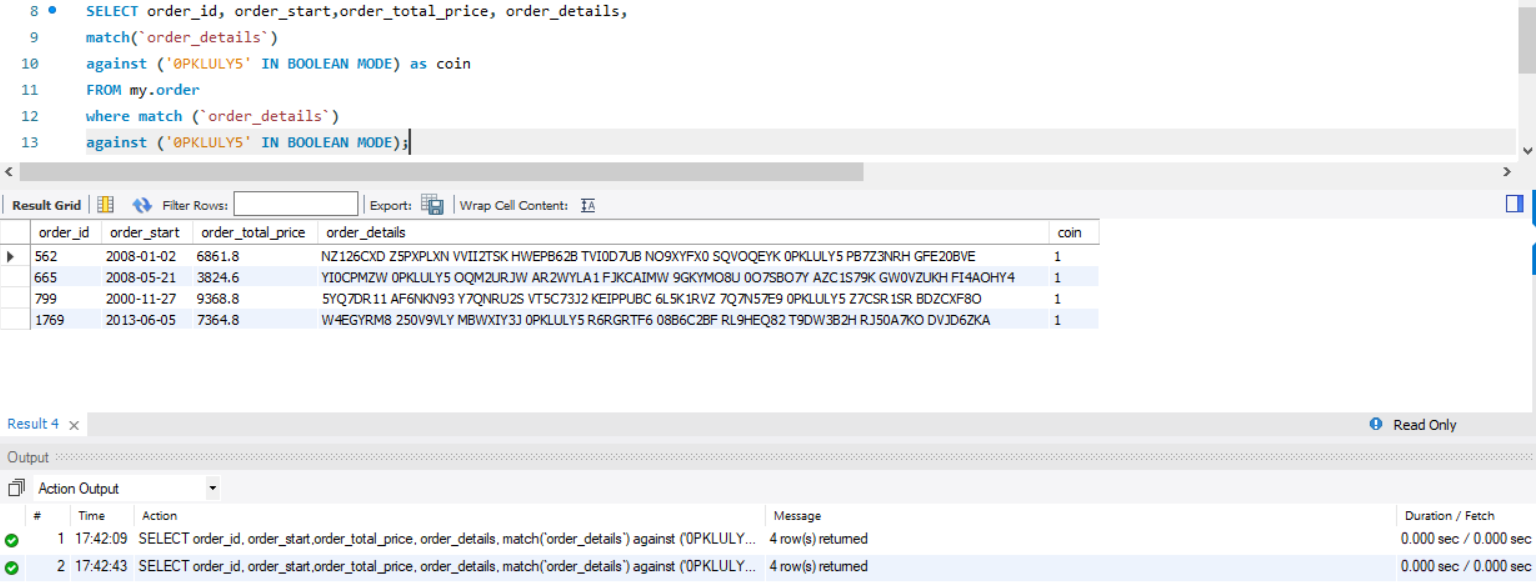 8 SELECT order_id, order_start,order_total_price, order_details,
9 match(`order_details`)
10 against ('0PKLULY5' IN BOOLEAN MODE) as coin
11 FROM my.order
12 where match (`order_details`)
13 against ('0PKLULY5' IN BOOLEAN MODE);
Result Grid Filter Rows: Export: Wrap Cell Content: IA
order_id order_start order_total_price order_details coin
562 2008-01-02 6861.8 NZ126CXD Z5PXPLXN VVII2TSK HWEPB62B TVI0D7UB NO9XYFX0 SQVOQEYK 0PKLULY5 PB7Z3NRH GFE20BVE 1
665 2008-05-21 3824.6 YI0CPMZW 0PKLULY5 OQM2URJW AR2WYLA1 FJKCAIMW 9GKYMO8U 0O7SBO7Y AZC1S79K GW0VZUKH FI4AOHY4 1
799 2000-11-27 9368.8 5YQ7DR11 AF6NKN93 Y7QNRU2S VT5C73J2 KEIPPUBC 6L5K1RVZ 7Q7N57E9 0PKLULY5 Z7CSR1SR BDZCXF8O 1
1769 2013-06-05 7364.8 W4EGYRM8 250V9VLY MBWXIY3J 0PKLULY5 R6RGRTF6 08B6C2BF RL9HEQ82 T9DW3B2H RJ50A7KO DVJD6ZKA 1
Result 4 Read Only
Output
Action Output
# Time Action Message Duration / Fetch
1 17:42:09 SELECT order_id, order_start,order_total_price, order_details, match(`order_details`) against ('0PKLULY... 4 row(s) returned 0.000 sec / 0.000 sec
2 17:42:43 SELECT order_id, order_start,order_total_price, order_details, match(`order_details`) against ('0PKLULY... 4 row(s) returned 0.000 sec / 0.000 sec